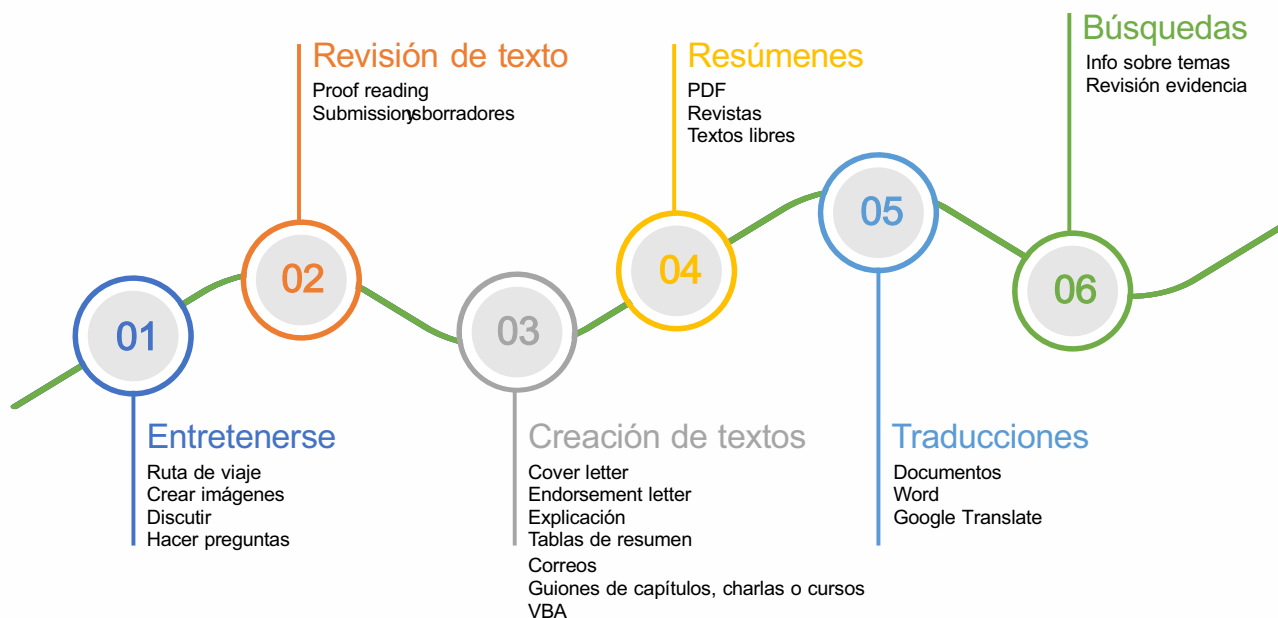 01
Entretenerse
Ruta de viaje
Crear imágenes
Discutir
Hacer preguntas
02
Revisión de texto
Proof reading
Submissions y borradores
03
Creación de textos
Cover letter
Endorsement letter
Explicación
Tablas de resumen
Correos
Guiones de capítulos, charlas o cursos
VBA
04
Resúmenes
PDF
Revistas
Textos libres
05
Traducciones
Documentos
Word
Google Translate
06
Búsquedas
Info sobre temas
Revisión evidencia